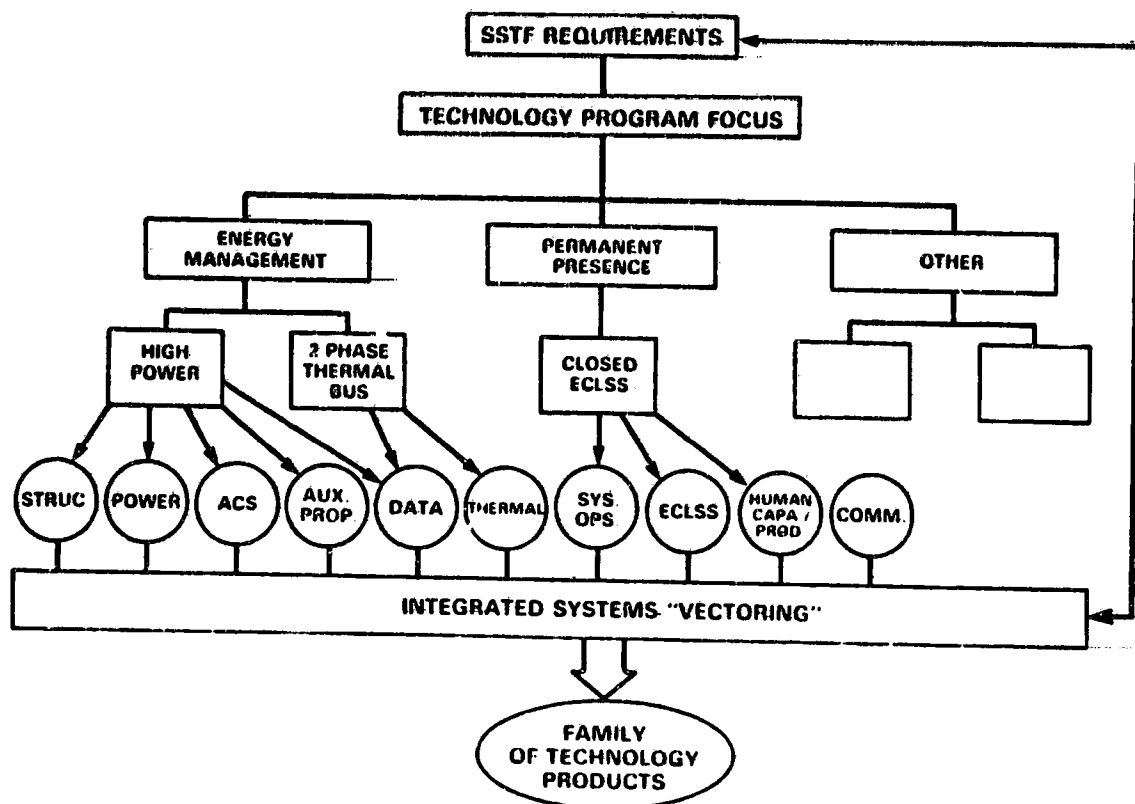 SSTF REQUIREMENTS
TECHNOLOGY PROGRAM FOCUS
ENERGY
MANAGEMENT
PERMANENT
PRESENCE
OTHER
HIGH
POWER
2 PHASE
THERMAL
BUS
CLOSED
ECLSS
STRUC
POWER
ACS
AUX.
PROP.
DATA
THERMAL
SYS.
OPS
ECLSS
HUMAN
CAPA /
PROD
COMM.
INTEGRATED SYSTEMS "VECTORING"
FAMILY
OF TECHNOLOGY
PRODUCTS